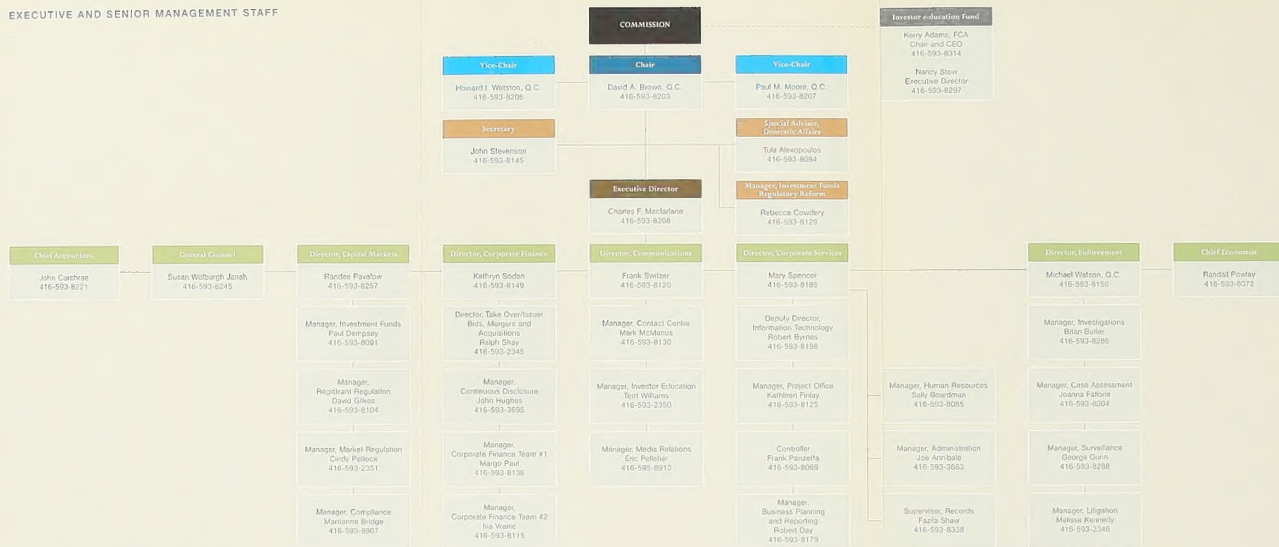 EXECUTIVE AND SENIOR MANAGEMENT STAFF
COMMISSION
Investor e-ducation Fund
Kerry Adams, FCA
Chair and CEO
416-593-8314
Nancy Stow
Executive Director
416-593-8297
Vice-Chair
Howard I. Wetston, Q.C.
416-593-8206
Chair
David A. Brown, Q.C.
416-593-8203
Vice-Chair
Paul M. Moore, Q.C.
416-593-8207
Secretary
John Stevenson
416-593-8145
Special Advisor,
Domestic Affairs
Tula Alexopoulos
416-593-8084
Executive Director
Charles F. Macfarlane
416-593-8268
Manager, Investment Funds
Regulatory Reform
Rebecca Cowdery
416-593-8129
Chief Accountant
John Carchrae
416-593-8221
General Counsel
Susan Wolburgh Jenah
416-593-8245
Director, Capital Markets
Randee Pavalow
416-593-8257
Manager, Investment Funds
Paul Dempsey
416-593-8091
Manager,
Registrant Regulation
David Gilkes
416-593-8104
Manager, Market Regulation
Cindy Petlock
416-593-2351
Manager, Compliance
Marrianne Bridge
416-593-8907
Director, Corporate Finance
Kathryn Soden
416-593-8149
Director, Take Over/Issuer
Bids, Mergers and
Acquisitions
Ralph Shay
416-593-2345
Manager,
Continuous Disclosure
John Hughes
416-593-3695
Manager,
Corporate Finance Team #1
Margo Paul
416-593-8136
Manager,
Corporate Finance Team #2
Iva Vranic
416-593-8115
Director, Communications
Frank Switzer
416-593-8120
Manager, Contact Centre
Mark McManus
416-593-8130
Manager, Investor Education
Terri Williams
416-593-2350
Manager, Media Relations
Eric Pelletier
416-595-8913
Director, Corporate Services
Mary Spencer
416-593-8185
Deputy Director,
Information Technology
Robert Byrnes
416-593-8196
Manager, Project Office
Kathleen Finlay
416-593-8125
Controller
Frank Panzetta
416-593-8069
Manager,
Business Planning
and Reporting
Robert Day
416-593-8179
Manager, Human Resources
Sally Boardman
416-593-8085
Manager, Administration
Joe Annibale
416-593-3663
Supervisor, Records
Fazila Shaw
416-593-8338
Director, Enforcement
Michael Watson, Q.C.
416-593-8156
Manager, Investigations
Brian Butler
416-593-8286
Manager, Case Assessment
Joanna Fallone
416-593-8304
Manager, Surveillance
George Gunn
416-593-8288
Manager, Litigation
Melissa Kennedy
416-593-2346
Chief Economist
Randall Powley
416-593-8072